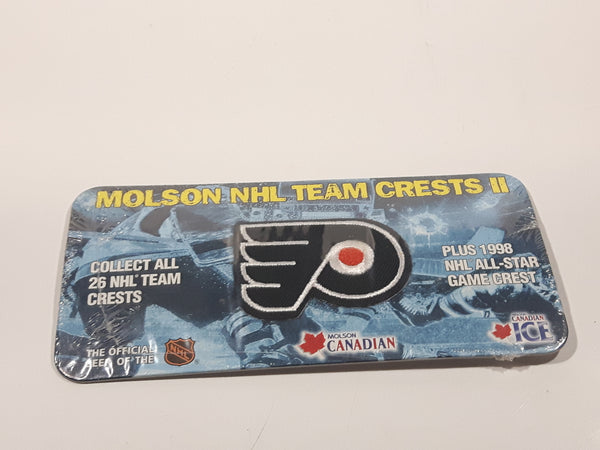 MOLSON NHL TEAM CRESTS II
COLLECT ALL
26 NHL TEAM
CRESTS
PLUS 1998
NHL ALL-STAR
GAME CREST
THE OFFICIAL
BEER OF THE
NHL
MOLSON
CANADIAN
CANADIAN
ICE